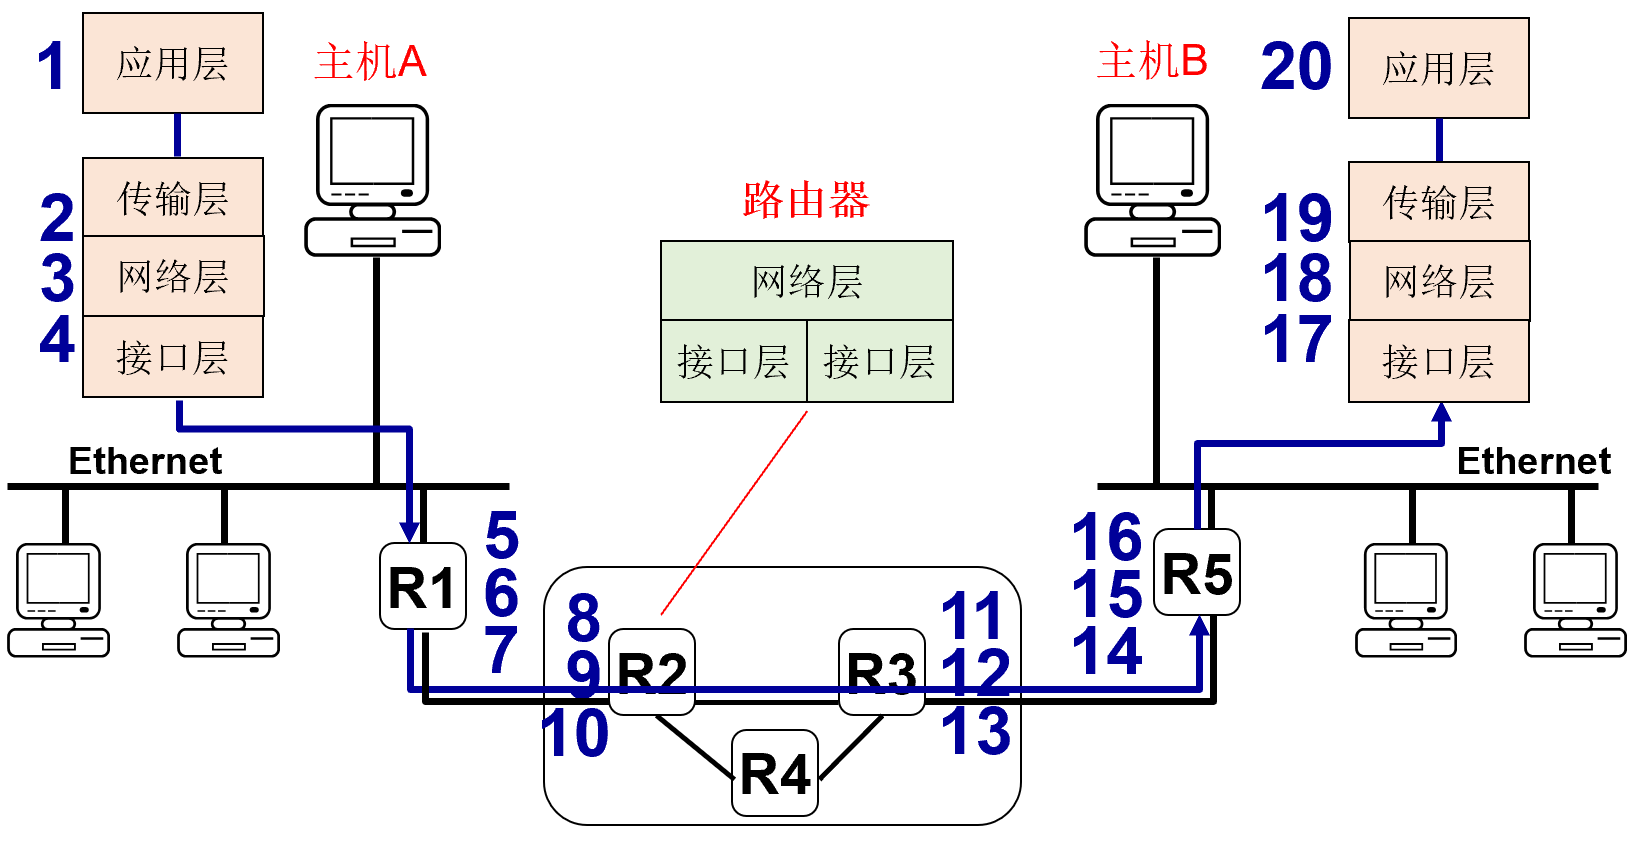 1
应用层
主机A
主机B
20
应用层
2
传输层
3
网络层
4
接口层
路由器
网络层
接口层
接口层
19
传输层
18
网络层
17
接口层
Ethernet
Ethernet
R1
5
6
7
8
9
10
R2
R3
R4
11
12
13
16
15
14
R5